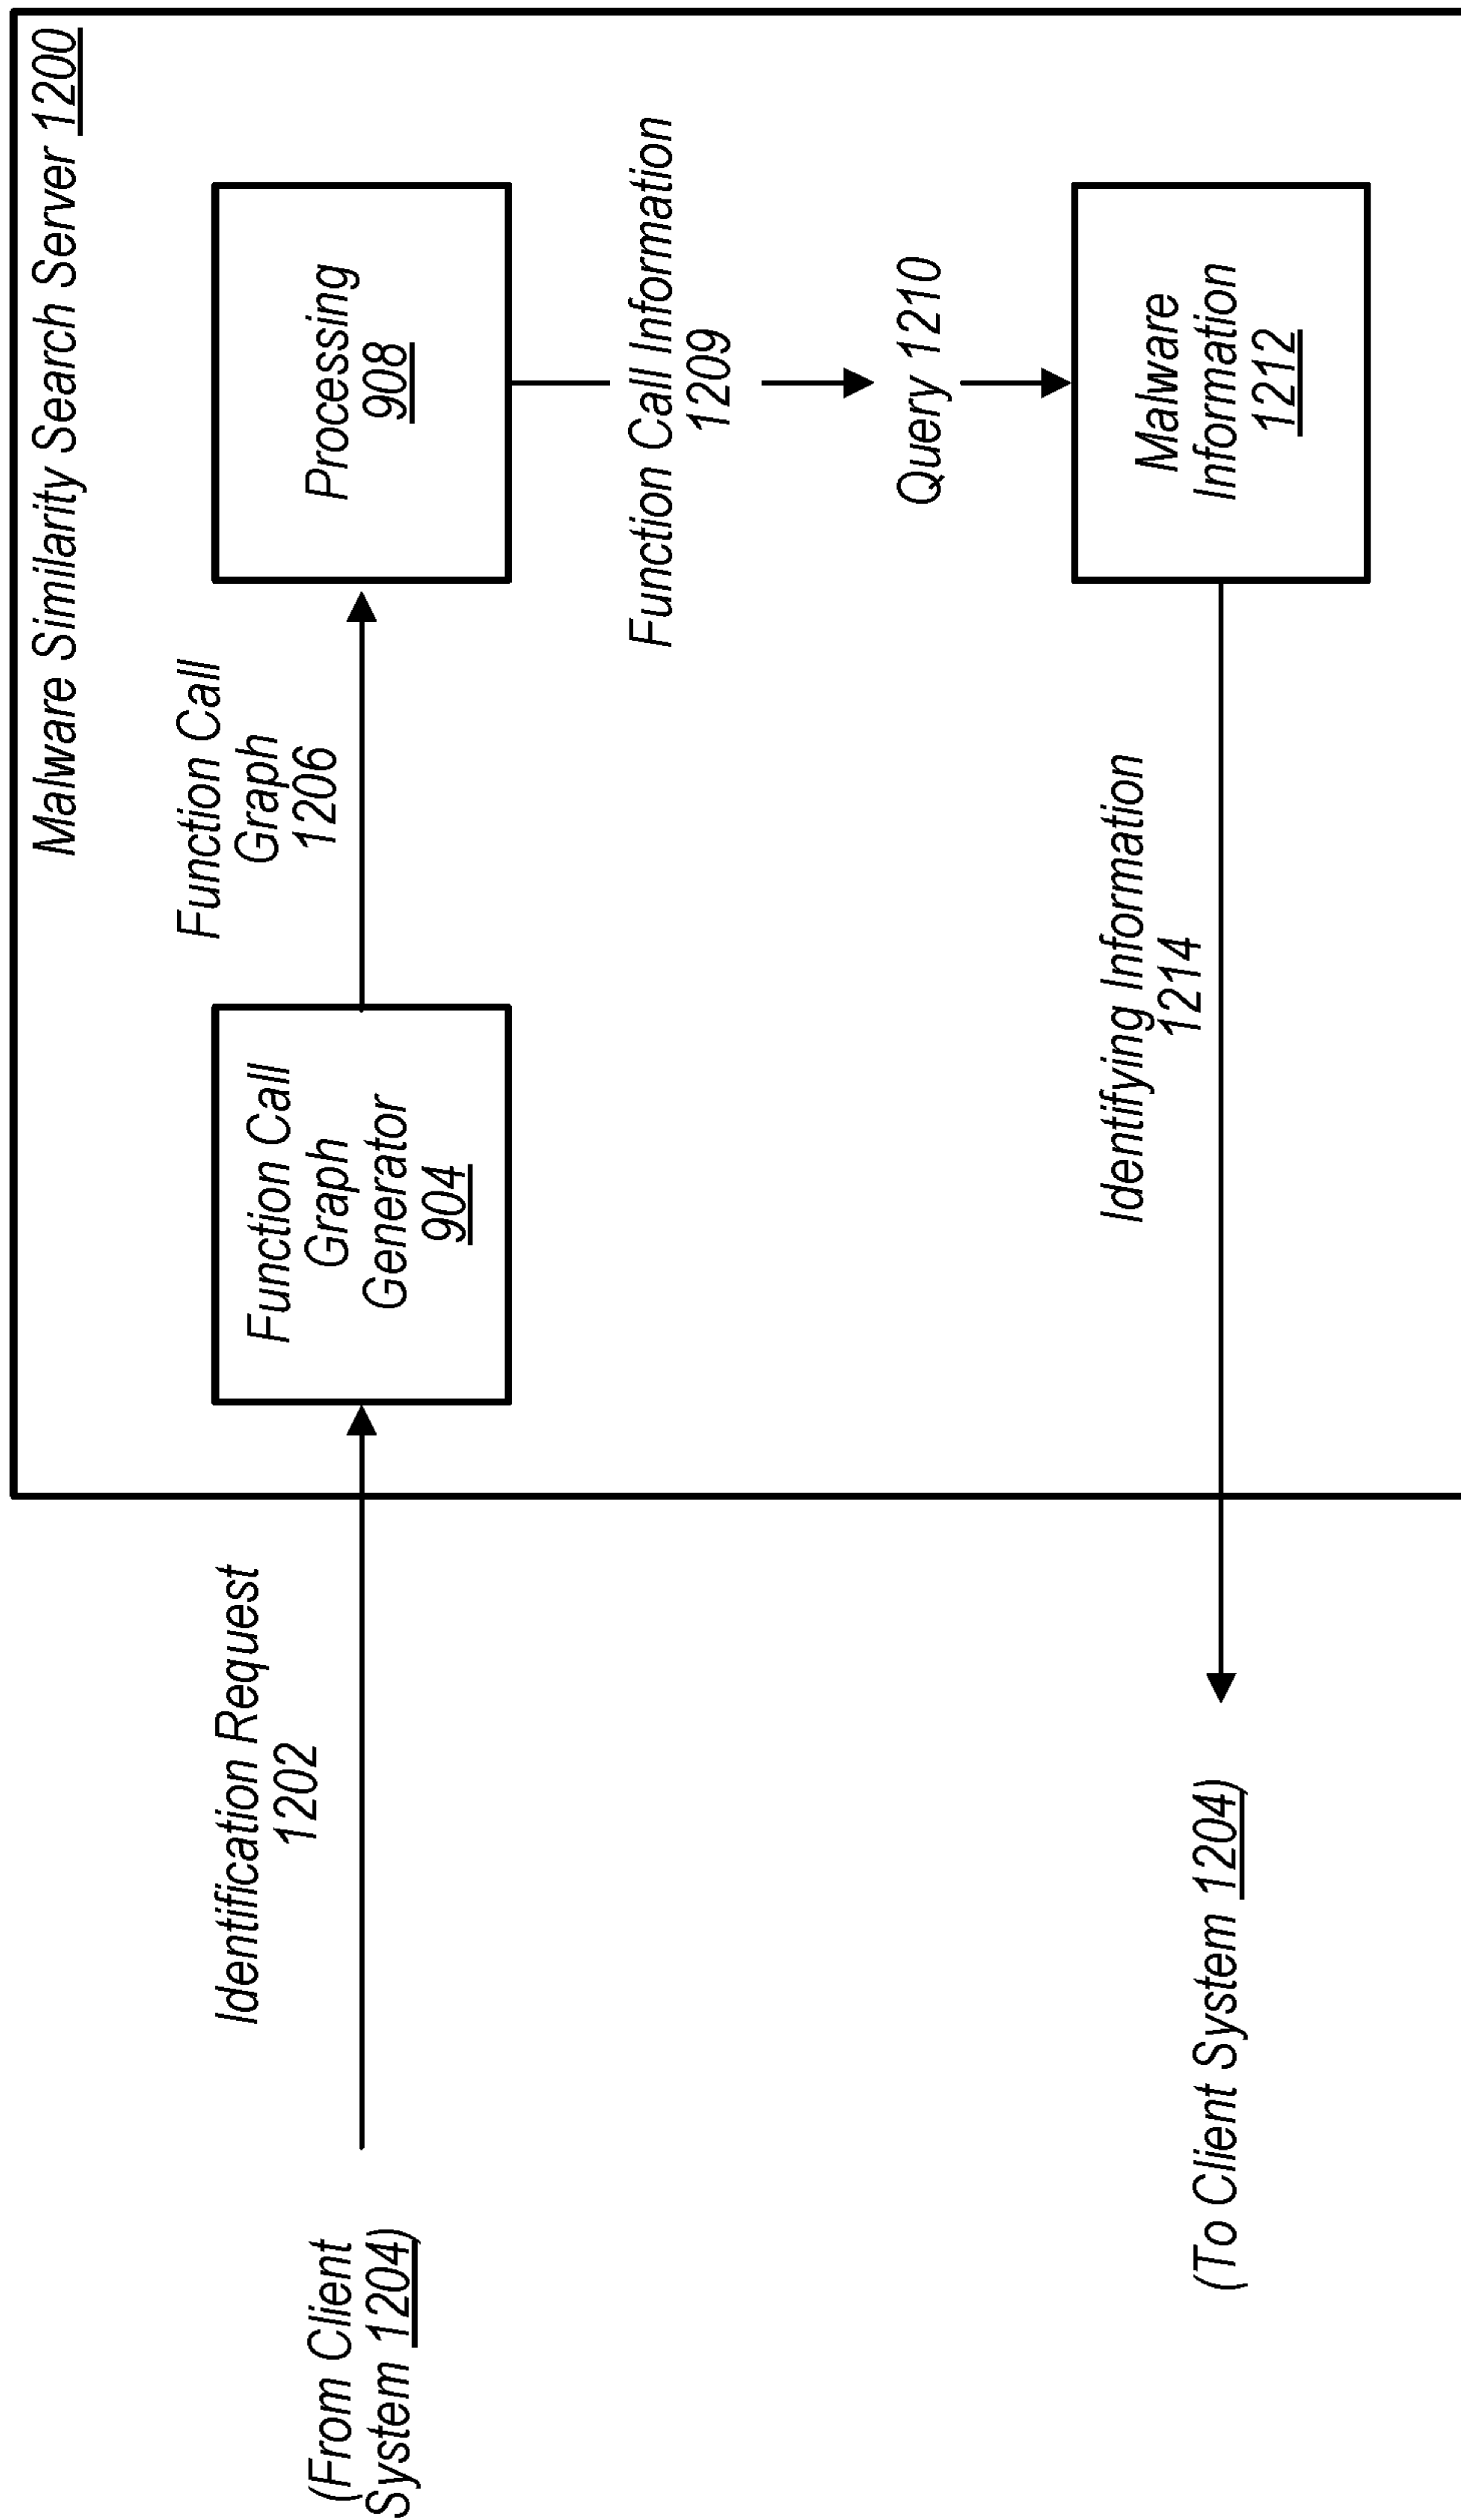 Malware Similarity Search Server 1200
(From Client
System 1204)
Identification Request
1202
Function Call
Graph
Generator
904
Function Call
Graph
1206
Processing
908
Function Call Information
1209
Query 1210
Malware
Information
1212
Identifying Information
1214
(To Client System 1204)